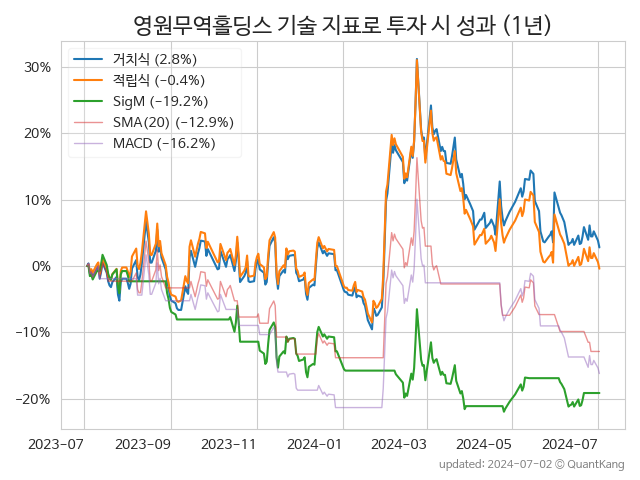 영원무역홀딩스 기술 지표로 투자 시 성과 (1년)
거치식 (2.8%)
적립식 (−0.4%)
SigM (−19.2%)
SMA(20) (−12.9%)
MACD (−16.2%)
30%
20%
10%
0%
−10%
−20%
2023-07 2023-09 2023-11 2024-01 2024-03 2024-05 2024-07
updated: 2024-07-02 © QuantKang